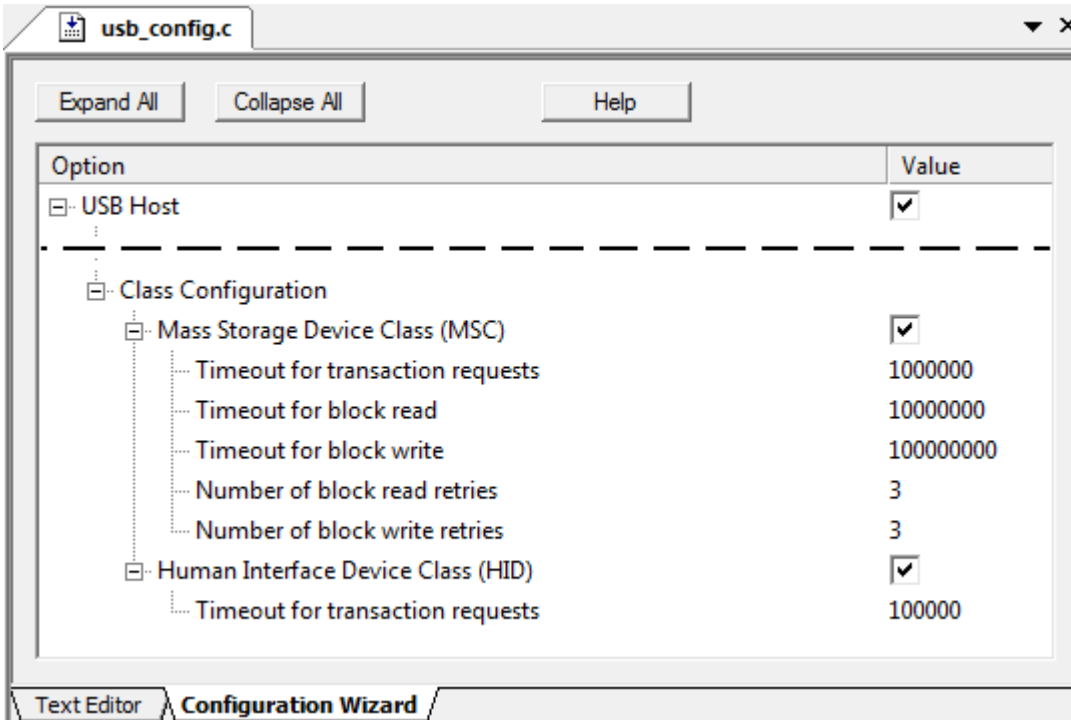 usb_config.c
Expand All Collapse All Help
Option Value
USB Host
Class Configuration
Mass Storage Device Class (MSC)
Timeout for transaction requests 1000000
Timeout for block read 10000000
Timeout for block write 100000000
Number of block read retries 3
Number of block write retries 3
Human Interface Device Class (HID)
Timeout for transaction requests 100000
Text Editor Configuration Wizard